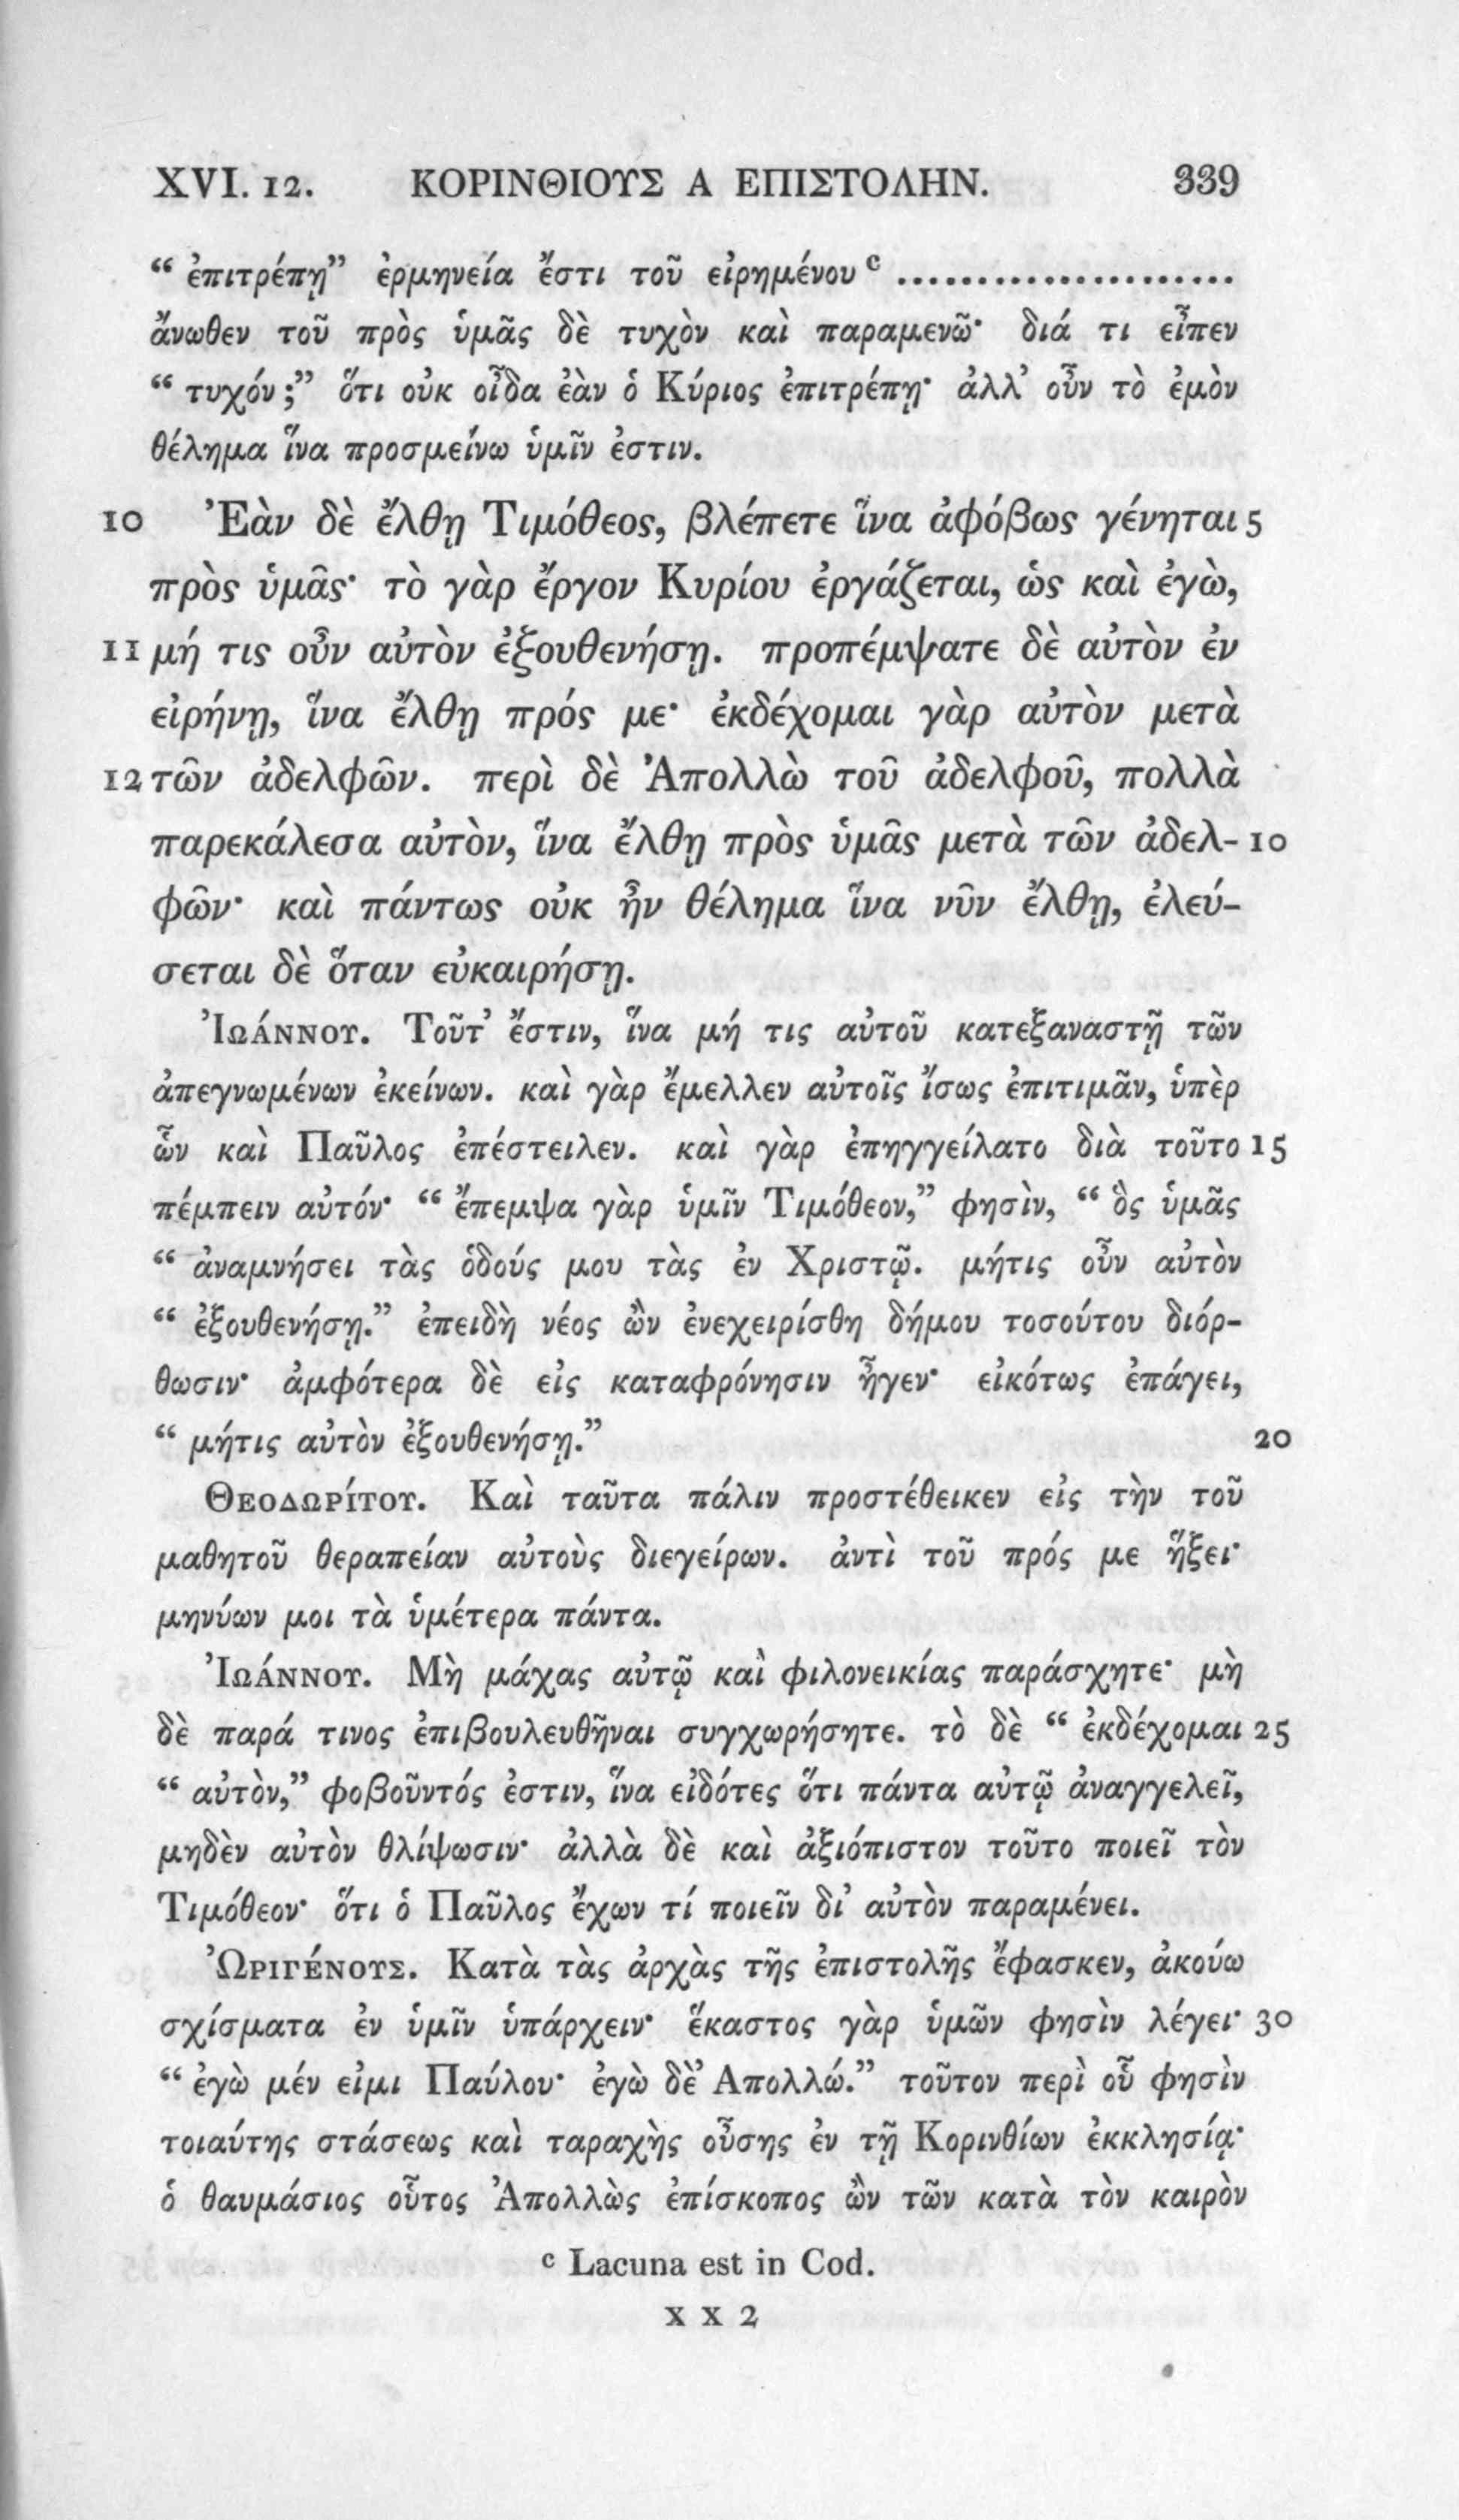 XVI. 12. ΚΟΡΙΝΘΙΟΥΣ Α ΕΠΙΣΤΟΛΗΝ. 339
“ ἐπιτρέπῃ” ἑρμηνεία ἔστι τοῦ εἰρημένου c .....................
ἄνωθεν τοῦ πρὸς ὑμᾶς δὲ τυχὸν καὶ παραμενῶ· διά τι εἶπεν
“ τυχόν ;” ὅτι οὐκ οἶδα ἐὰν ὁ Κύριος ἐπιτρέπῃ· ἀλλ’ οὖν τὸ ἐμὸν
θέλημα ἵνα προσμείνω ὑμῖν ἐστιν.
10 Ἐὰν δὲ ἔλθῃ Τιμόθεος, βλέπετε ἵνα ἀφόβως γένηται 5
πρὸς ὑμᾶς· τὸ γὰρ ἔργον Κυρίου ἐργάζεται, ὡς καὶ ἐγὼ,
11 μή τις οὖν αὐτὸν ἐξουθενήσῃ. προπέμψατε δὲ αὐτὸν ἐν
εἰρήνῃ, ἵνα ἔλθῃ πρός με· ἐκδέχομαι γὰρ αὐτὸν μετὰ
12 τῶν ἀδελφῶν. περὶ δὲ Ἀπολλὼ τοῦ ἀδελφοῦ, πολλὰ
παρεκάλεσα αὐτὸν, ἵνα ἔλθῃ πρὸς ὑμᾶς μετὰ τῶν ἀδελ- 10
φῶν· καὶ πάντως οὐκ ἦν θέλημα ἵνα νῦν ἔλθῃ, ἐλεύ-
σεται δὲ ὅταν εὐκαιρήσῃ.
Ἰωάννου. Τοῦτ’ ἔστιν, ἵνα μή τις αὐτοῦ κατεξαναστῇ τῶν
ἀπεγνωμένων ἐκείνων. καὶ γὰρ ἔμελλεν αὐτοῖς ἴσως ἐπιτιμᾶν, ὑπὲρ
ὧν καὶ Παῦλος ἐπέστειλεν. καὶ γὰρ ἐπηγγείλατο διὰ τοῦτο 15
πέμπειν αὐτόν· “ ἔπεμψα γὰρ ὑμῖν Τιμόθεον,” φησὶν, “ ὃς ὑμᾶς
“ ἀναμνήσει τὰς ὁδούς μου τὰς ἐν Χριστῷ. μήτις οὖν αὐτὸν
“ ἐξουθενήσῃ.” ἐπειδὴ νέος ὢν ἐνεχειρίσθη δήμου τοσούτου διόρ-
θωσιν· ἀμφότερα δὲ εἰς καταφρόνησιν ἦγεν· εἰκότως ἐπάγει,
“ μήτις αὐτὸν ἐξουθενήσῃ.” 20
Θεοδωρίτου. Καὶ ταῦτα πάλιν προστέθεικεν εἰς τὴν τοῦ
μαθητοῦ θεραπείαν αὐτοὺς διεγείρων. ἀντὶ τοῦ πρός με ἥξει·
μηνύων μοι τὰ ὑμέτερα πάντα.
Ἰωάννου. Μὴ μάχας αὐτῷ καὶ φιλονεικίας παράσχητε· μὴ
δὲ παρά τινος ἐπιβουλευθῆναι συγχωρήσητε. τὸ δὲ “ ἐκδέχομαι 25
“ αὐτὸν,” φοβοῦντός ἐστιν, ἵνα εἰδότες ὅτι πάντα αὐτῷ ἀναγγελεῖ,
μηδὲν αὐτὸν θλίψωσιν· ἀλλὰ δὲ καὶ ἀξιόπιστον τοῦτο ποιεῖ τὸν
Τιμόθεον· ὅτι ὁ Παῦλος ἔχων τί ποιεῖν δι’ αὐτὸν παραμένει.
Ὠριγένους. Κατὰ τὰς ἀρχὰς τῆς ἐπιστολῆς ἔφασκεν, ἀκούω
σχίσματα ἐν ὑμῖν ὑπάρχειν· ἕκαστος γὰρ ὑμῶν φησὶν λέγει· 30
“ ἐγὼ μέν εἰμι Παύλου· ἐγὼ δὲ Ἀπολλώ.” τοῦτον περὶ οὗ φησὶν
τοιαύτης στάσεως καὶ ταραχὴς οὔσης ἐν τῇ Κορινθίων ἐκκλησίᾳ·
ὁ θαυμάσιος οὗτος Ἀπολλὼς ἐπίσκοπος ὢν τῶν κατὰ τὸν καιρὸν
c Lacuna est in Cod.
X X 2